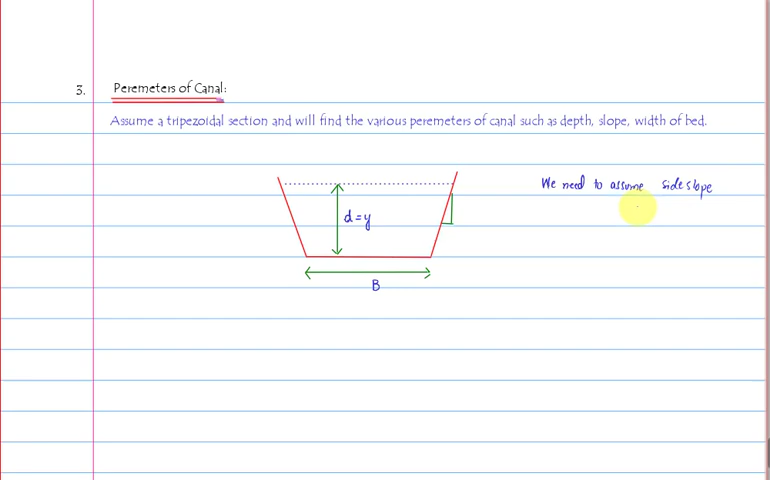 3. Peremeters of Canal:
Assume a tripezoidal section and will find the various peremeters of canal such as depth, slope, width of bed.
We need to assume side slope
d = y
B